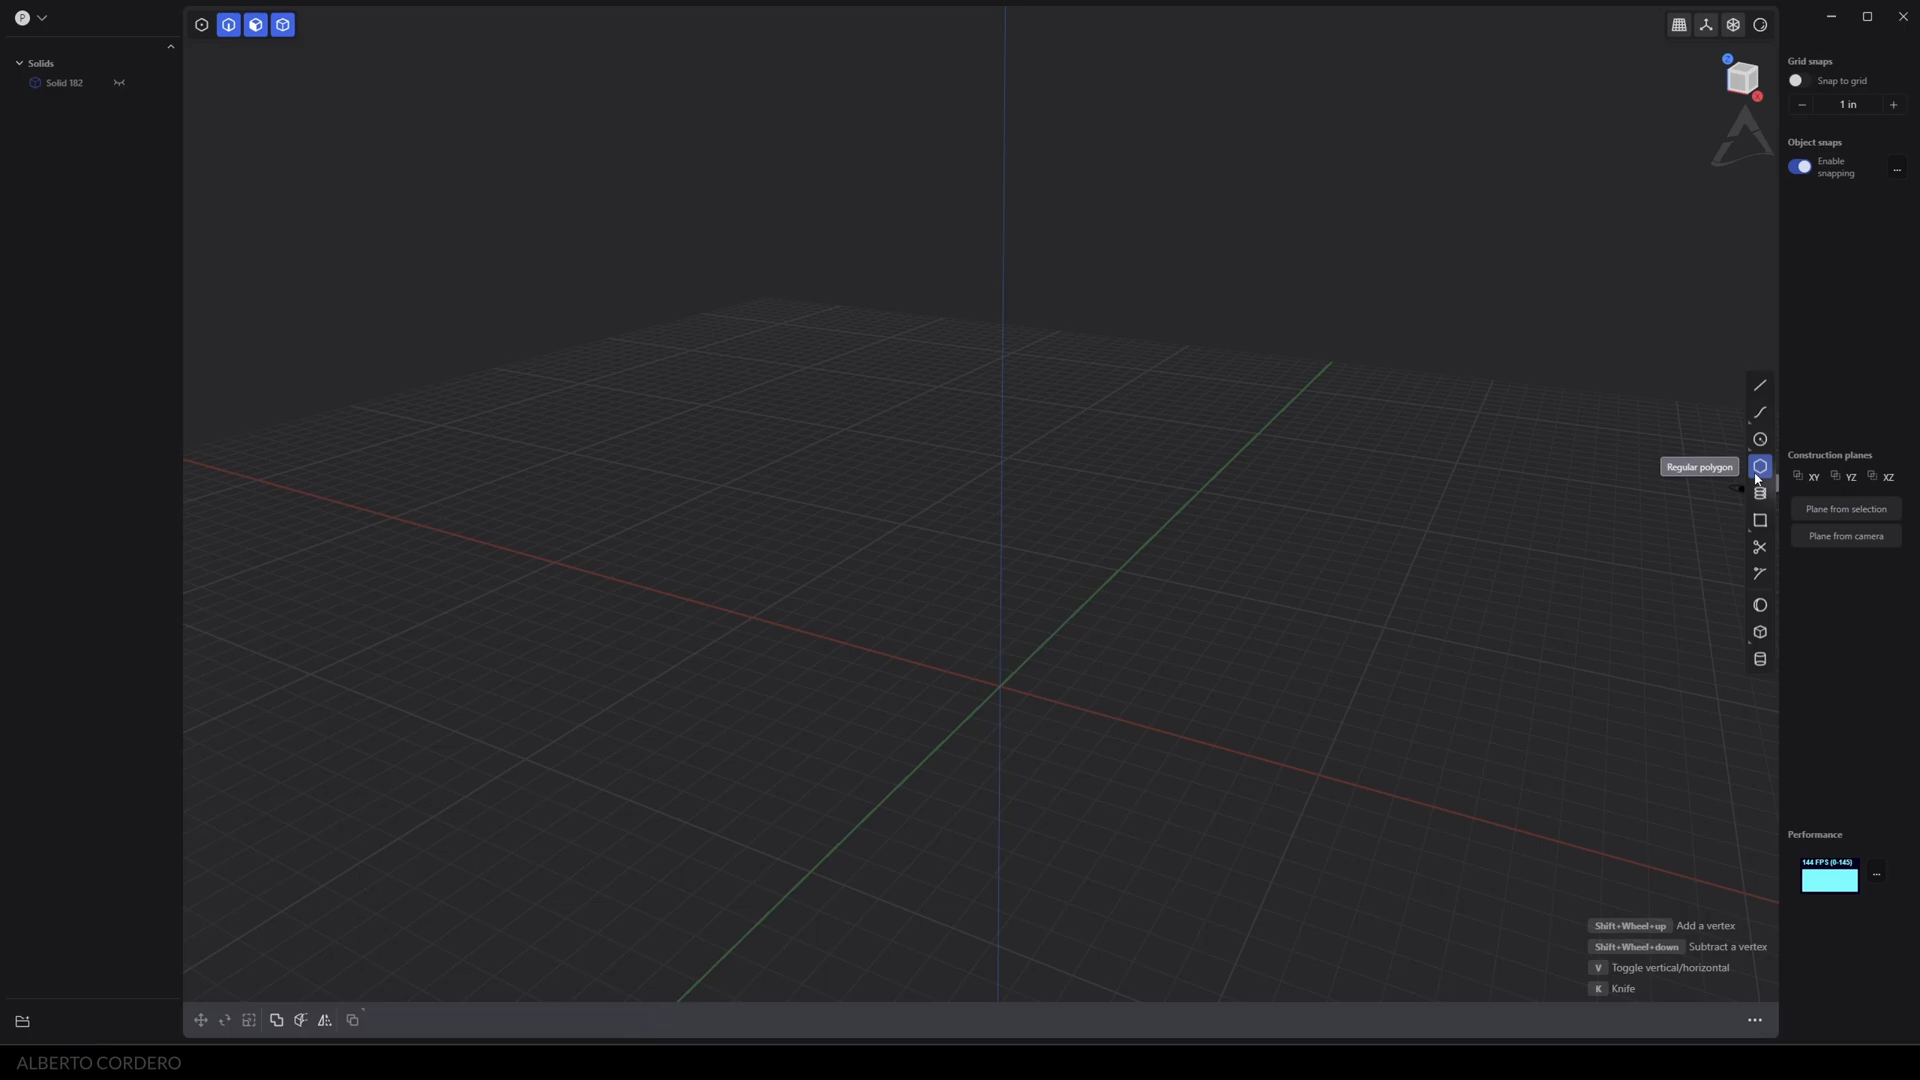 P
Solids
Solid 182
Z
X
Grid snaps
Snap to grid
1 in
Object snaps
Enable
snapping
...
Regular polygon
Construction planes
XY YZ XZ
Plane from selection
Plane from camera
Performance
144 FPS (0-145)
...
Shift+Wheel+up Add a vertex
Shift+Wheel+down Subtract a vertex
V Toggle vertical/horizontal
K Knife
ALBERTO CORDERO